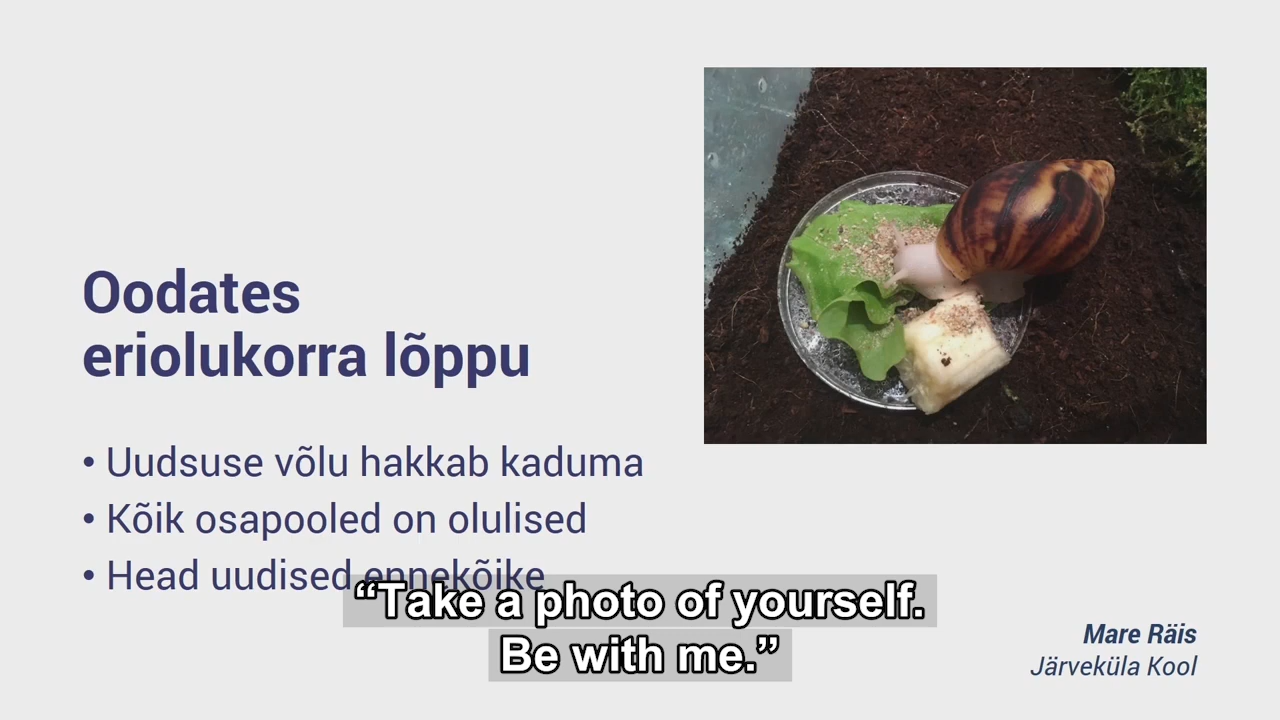 Oodates
eriolukorra lõppu
• Uudsuse võlu hakkab kaduma
• Kõik osapooled on olulised
• Head uudised ennekõike
“Take a photo of yourself.
Be with me.”
Mare Räis
Järveküla Kool